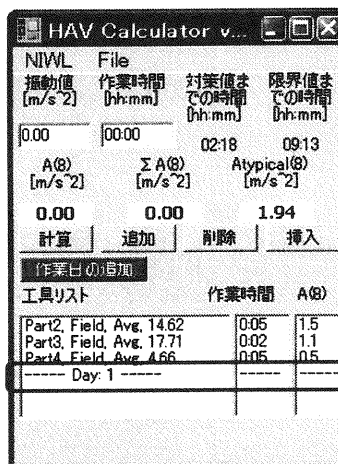 HAV Calculator v...
NIWL File
振動値 作業時間 対策値ま 限界値ま
[m/s^2] [hh:mm] での時間 での時間
[hh:mm] [hh:mm]
0.00 00:00 02:18 09:13
A(8) Σ A(8) Atypical(8)
[m/s^2] [m/s^2] [m/s^2]
0.00 0.00 1.94
計算 追加 削除 挿入
作業日の追加
工具リスト 作業時間 A(8)
Part2, Field, Avg, 14.62 0:05 1.5
Part3, Field, Avg, 17.71 0:02 1.1
Part4, Field, Avg, 4.66 0:05 0.5
------ Day: 1 ------ ------ ------